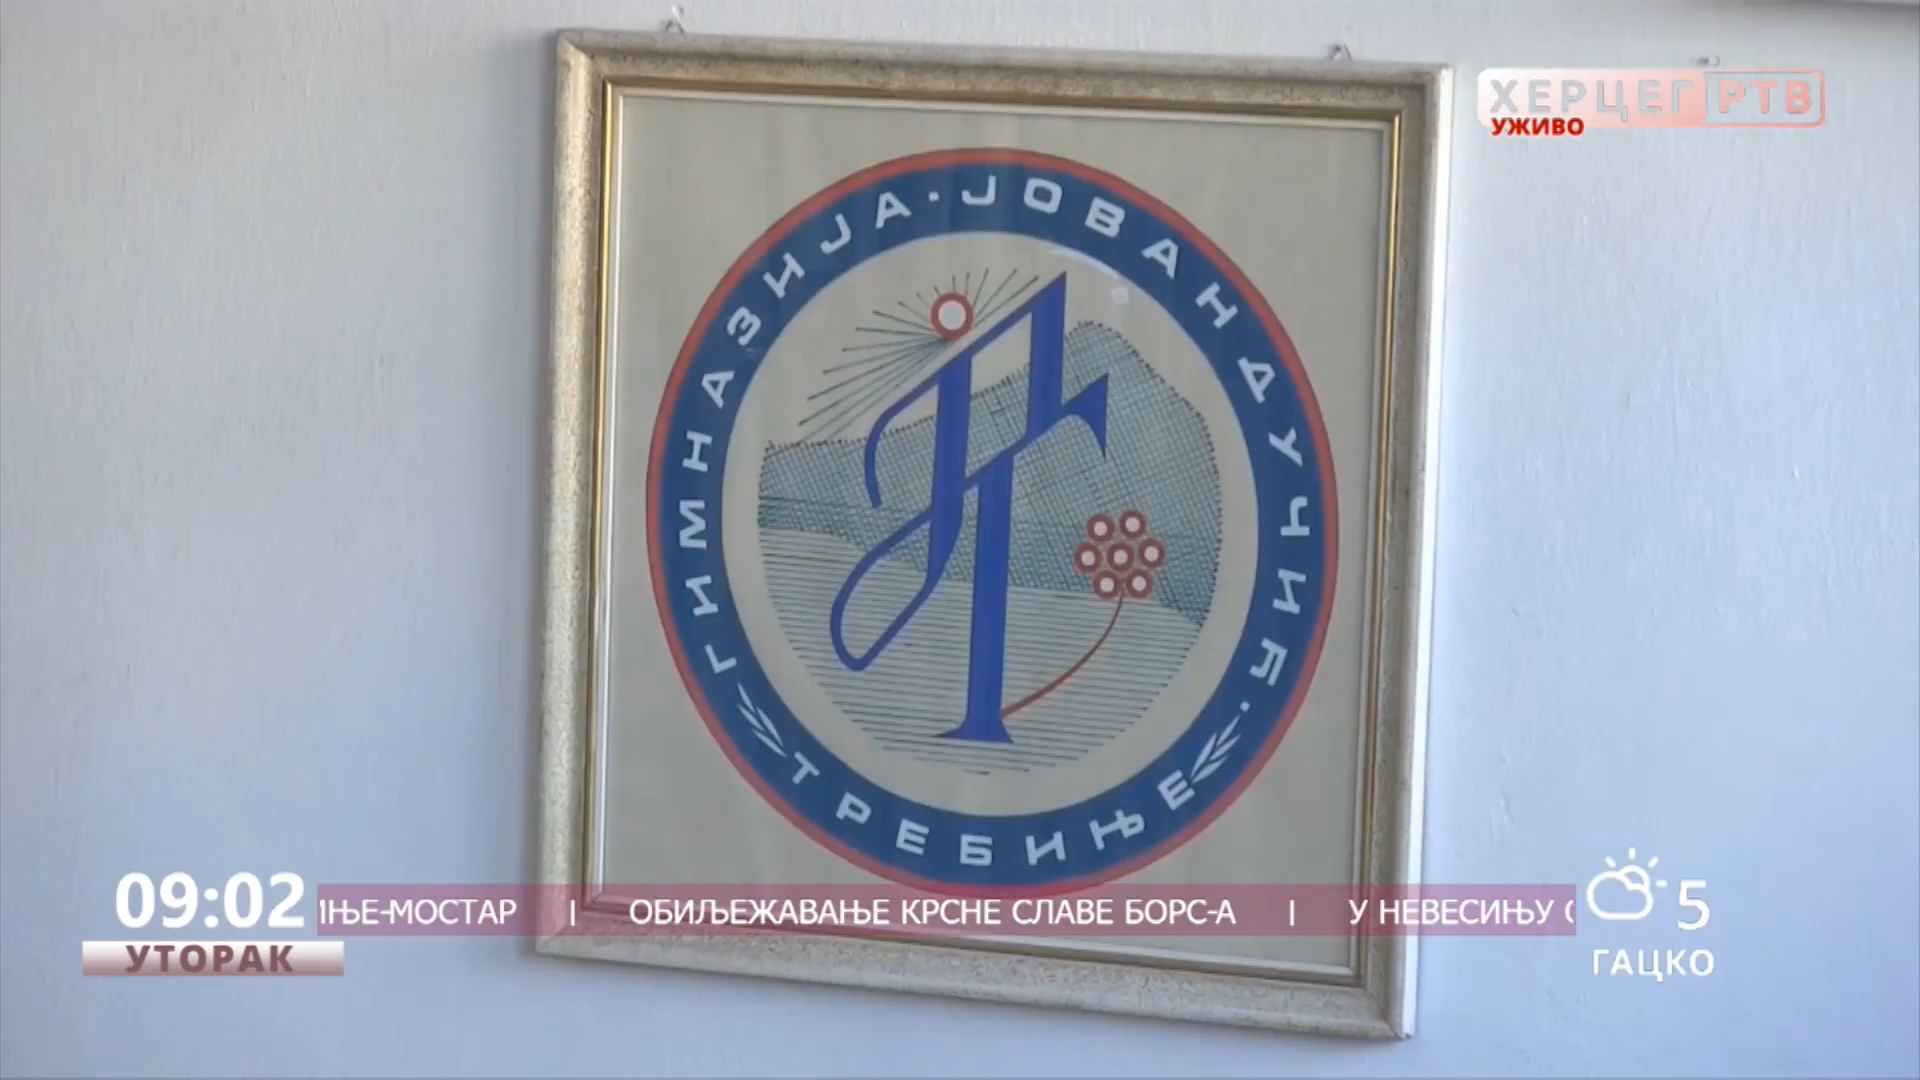 ХЕРЦЕГ РТВ
УЖИВО
ГИМНАЗИЈА · ЈОВАН ДУЧИЋ ·
ТРЕБИЊЕ
09:02
ИЊЕ-МОСТАР | ОБИЉЕЖАВАЊЕ КРСНЕ СЛАВЕ БОРС-А | У НЕВЕСИЊУ
5
УТОРАК
ГАЦКО